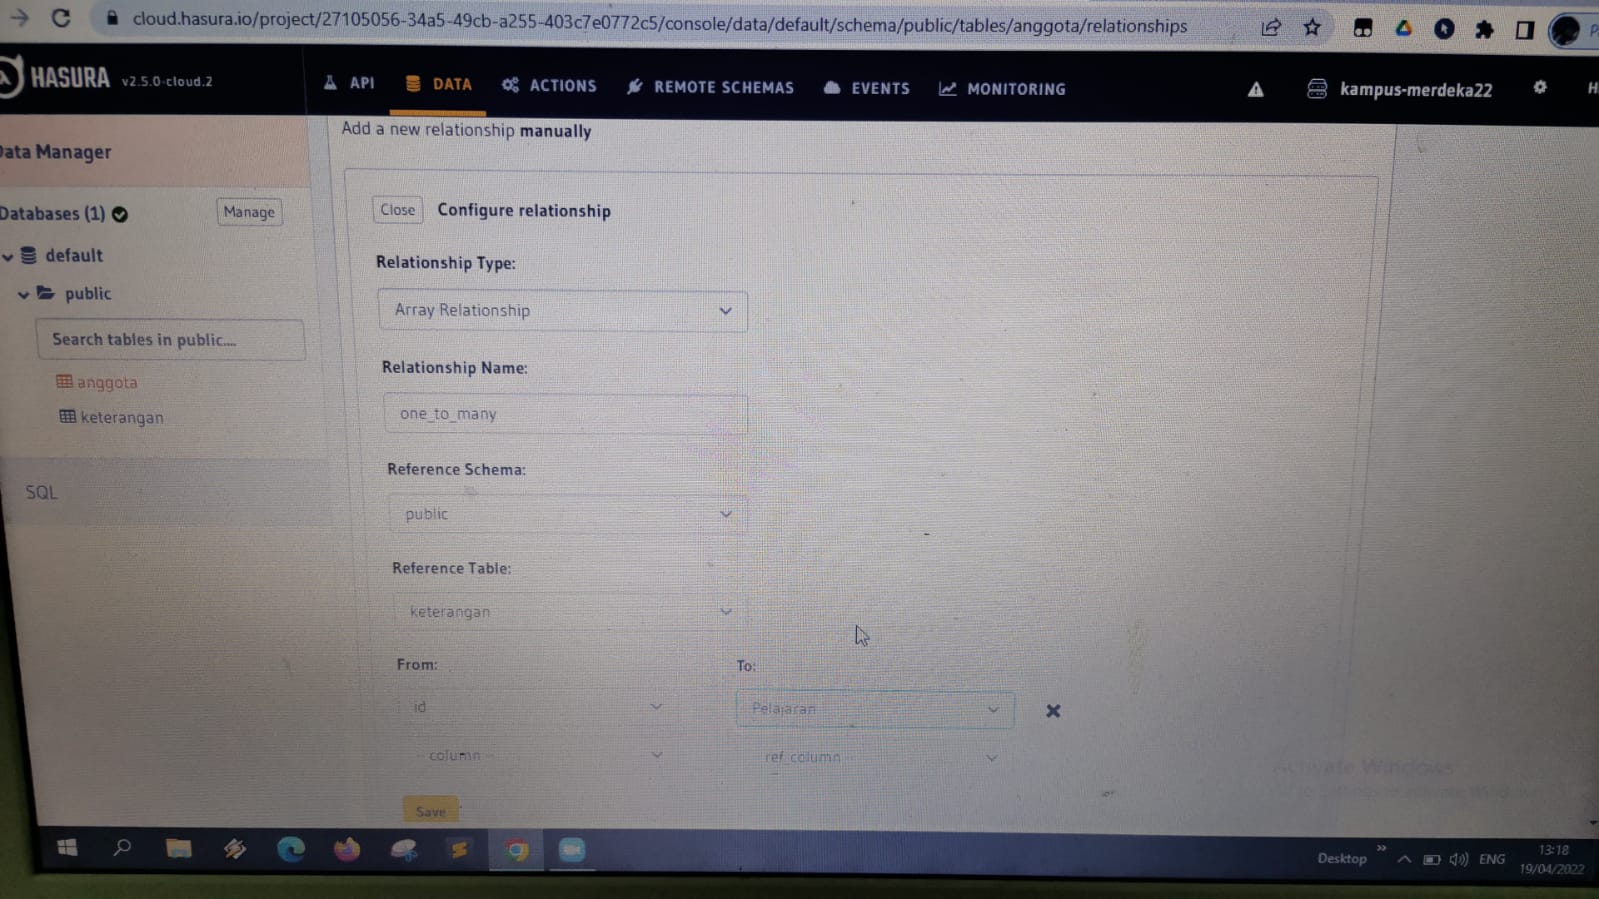 cloud.hasura.io/project/27105056-34a5-49cb-a255-403c7e0772c5/console/data/default/schema/public/tables/anggota/relationships
HASURA v2.5.0-cloud.2
API DATA ACTIONS REMOTE SCHEMAS EVENTS MONITORING
kampus-merdeka22
Add a new relationship manually
Data Manager
Databases (1)
Manage
default
public
Search tables in public....
anggota
keterangan
SQL
Close Configure relationship
Relationship Type:
Array Relationship
Relationship Name:
one_to_many
Reference Schema:
public
Reference Table:
keterangan
From: To:
id Pelajaran
-- column -- ref_column
Save
Activate Windows
Desktop
ENG
13:18
19/04/2022